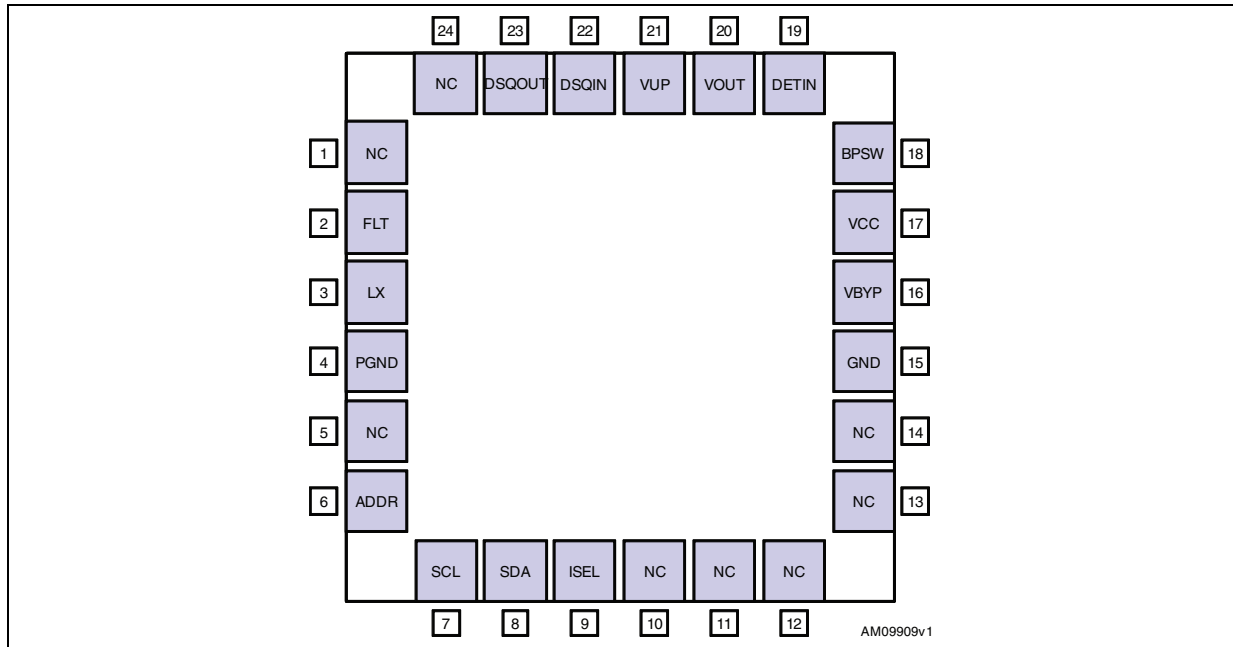 24 23 22 21 20 19
NC DSQOUT DSQIN VUP VOUT DETIN
1 NC BPSW 18
2 FLT VCC 17
3 LX VBYP 16
4 PGND GND 15
5 NC NC 14
6 ADDR NC 13
SCL SDA ISEL NC NC NC
7 8 9 10 11 12
AM09909v1